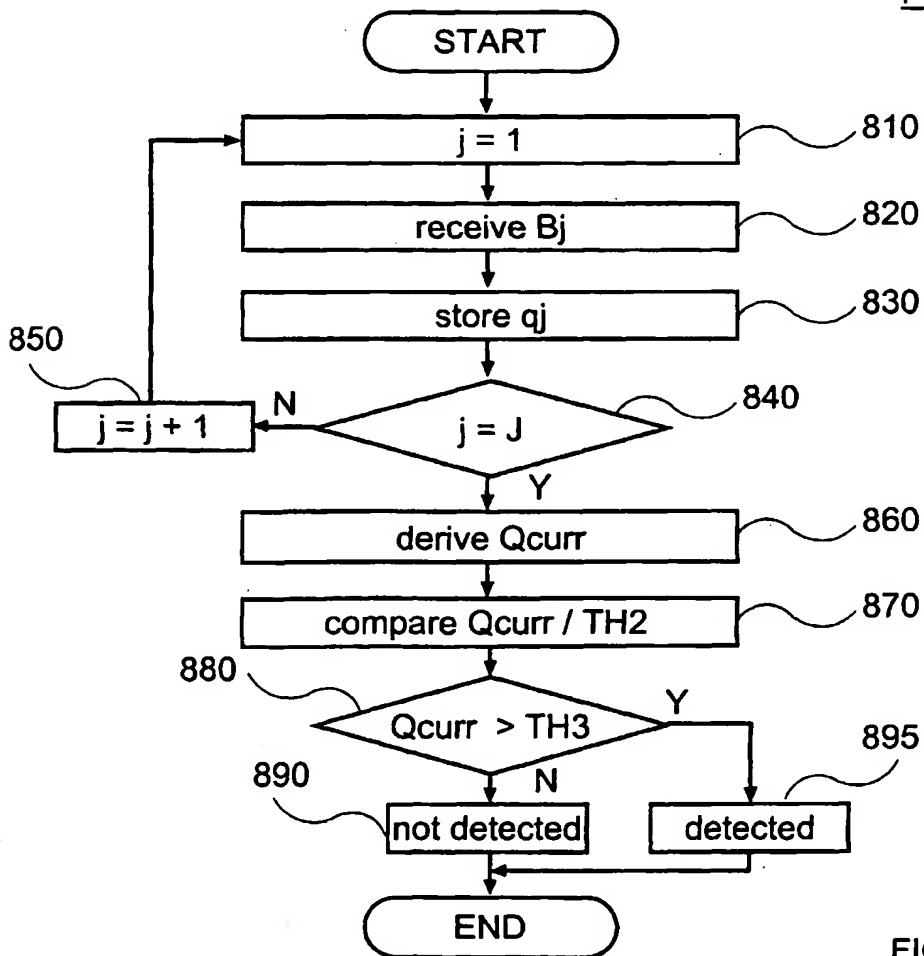 START
j = 1
810
receive Bj
820
store qj
830
850
j = j + 1
N
j = J
840
Y
derive Qcurr
860
compare Qcurr / TH2
870
880
Qcurr > TH3
Y
N
890
895
not detected
detected
END